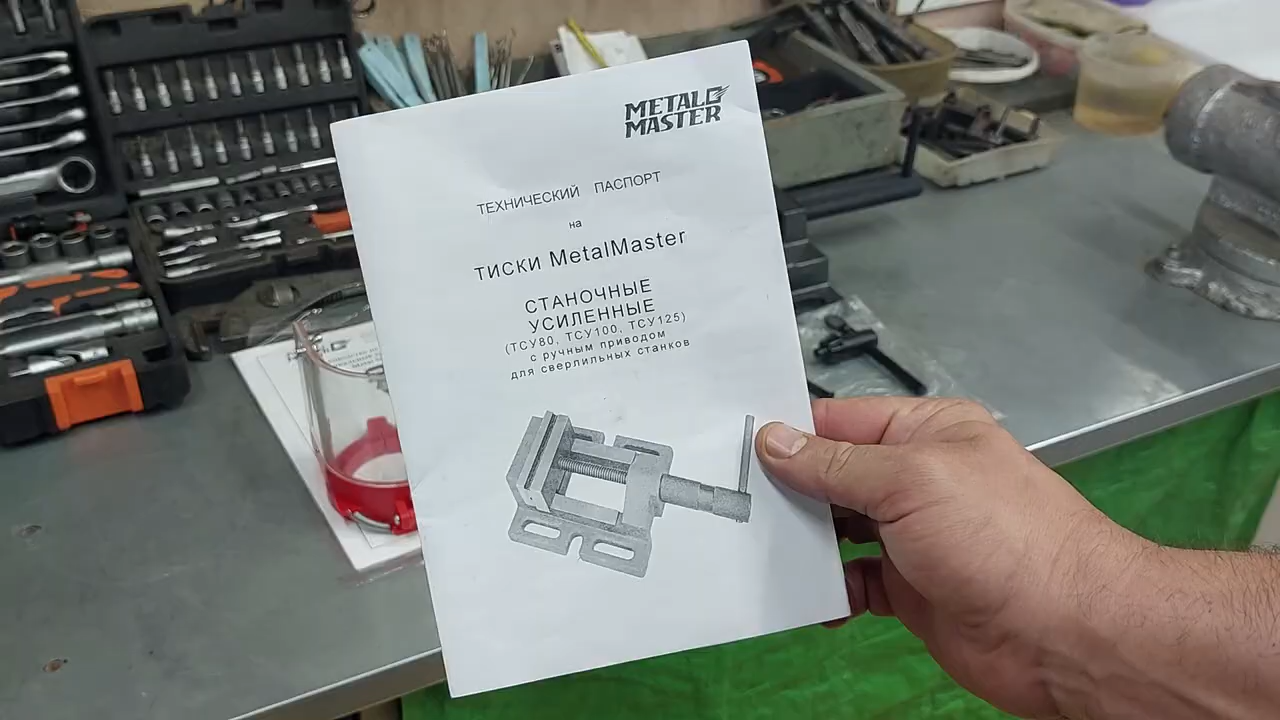 METAL MASTER
ТЕХНИЧЕСКИЙ ПАСПОРТ
на
ТИСКИ MetalMaster
СТАНОЧНЫЕ
УСИЛЕННЫЕ
(ТСУ80, ТСУ100, ТСУ125)
с ручным приводом
для сверлильных станков